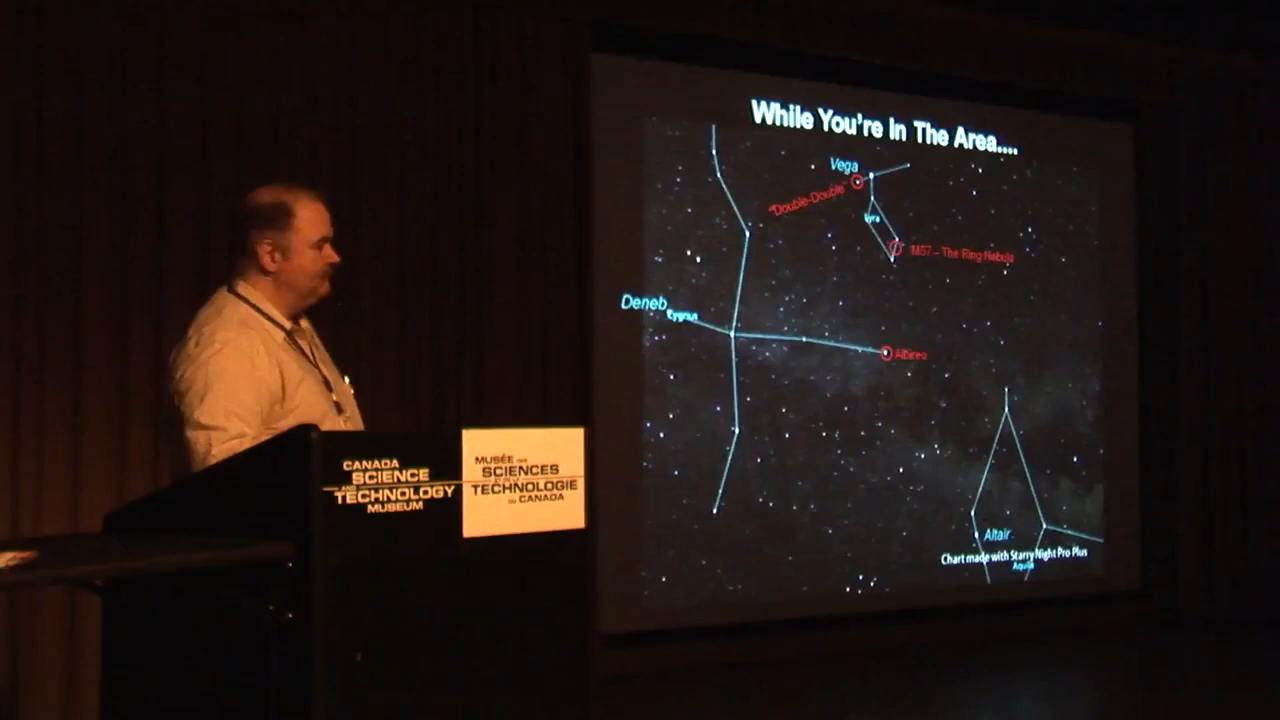 While You're In The Area....
Vega
"Double-Double"
Lyra
M57 – The Ring Nebula
Deneb
Cygnus
Albireo
Altair
Chart made with Starry Night Pro Plus
Aquila
CANADA
SCIENCE
AND
TECHNOLOGY
MUSEUM
MUSÉE DES
SCIENCES
ET DE LA
TECHNOLOGIE
DU CANADA